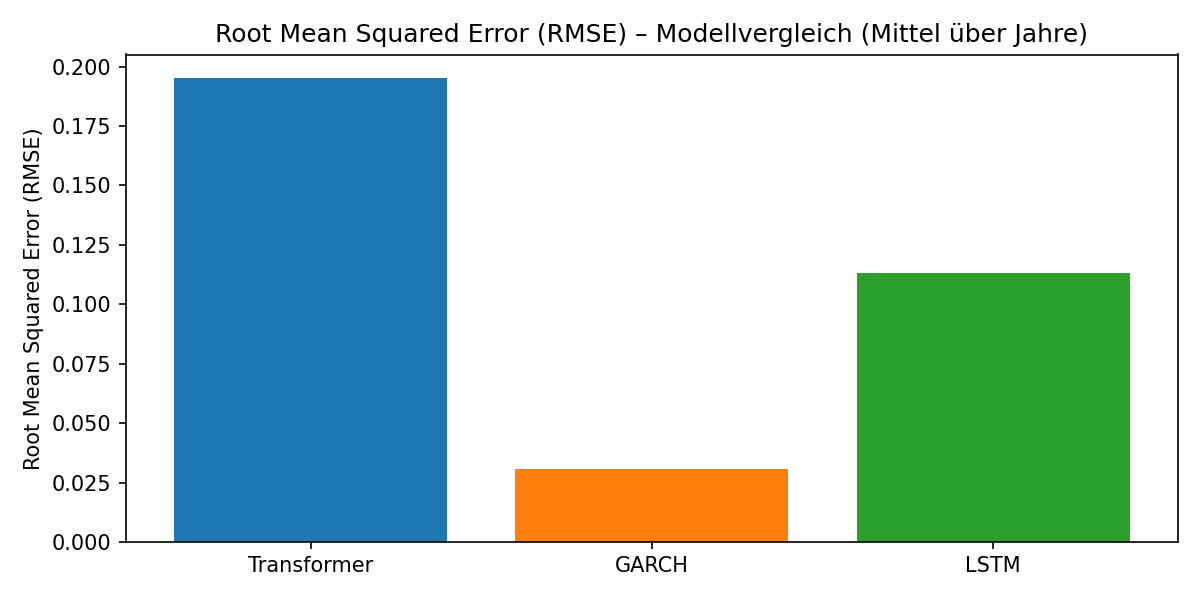 Root Mean Squared Error (RMSE) – Modellvergleich (Mittel über Jahre)
Root Mean Squared Error (RMSE)
0.200
0.175
0.150
0.125
0.100
0.075
0.050
0.025
0.000
Transformer
GARCH
LSTM